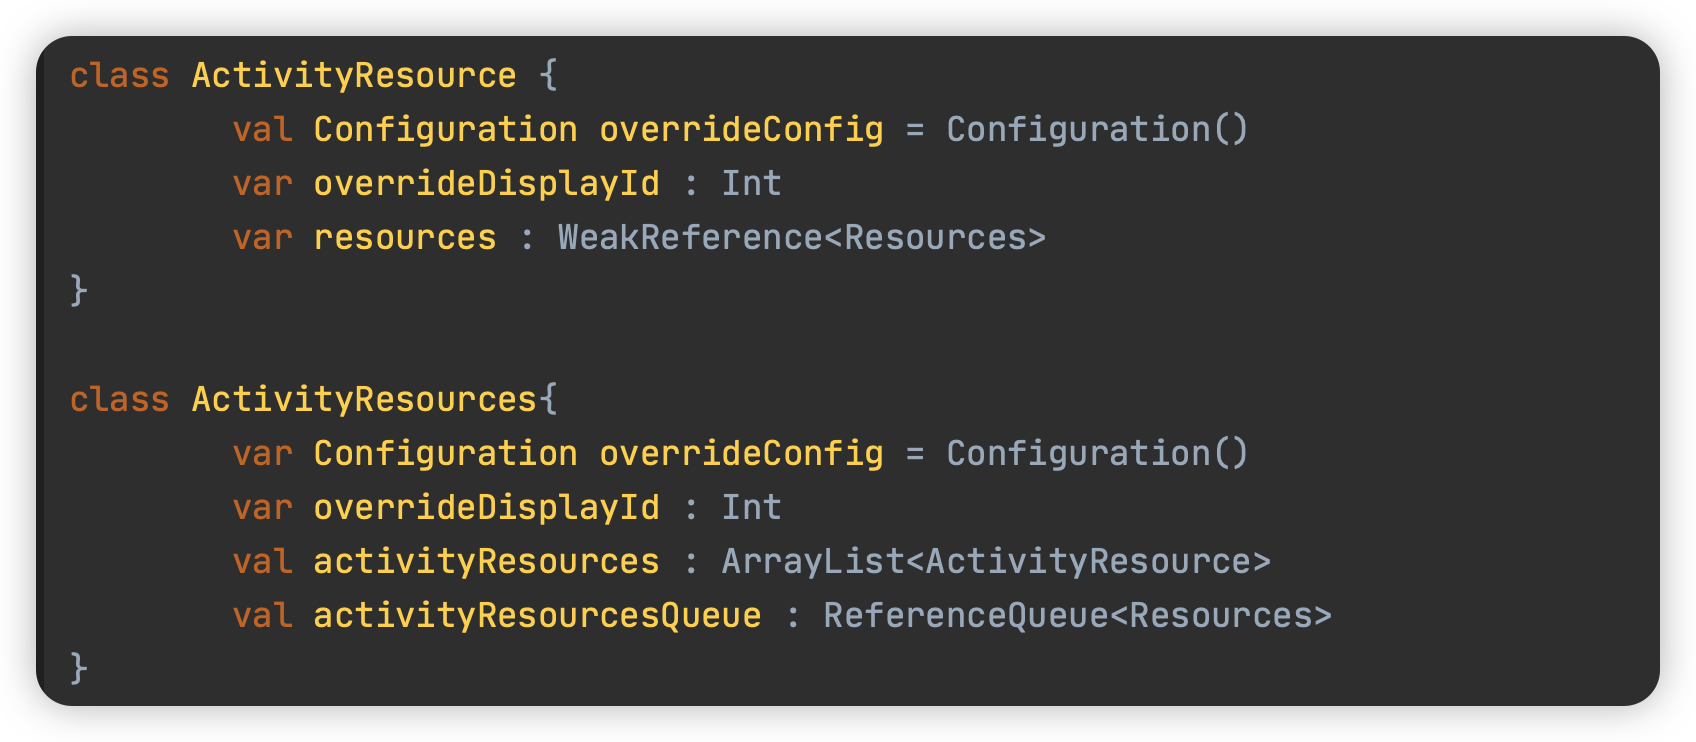 class ActivityResource {
        val Configuration overrideConfig = Configuration()
        var overrideDisplayId : Int
        var resources : WeakReference<Resources>
}

class ActivityResources{
        var Configuration overrideConfig = Configuration()
        var overrideDisplayId : Int
        val activityResources : ArrayList<ActivityResource>
        val activityResourcesQueue : ReferenceQueue<Resources>
}